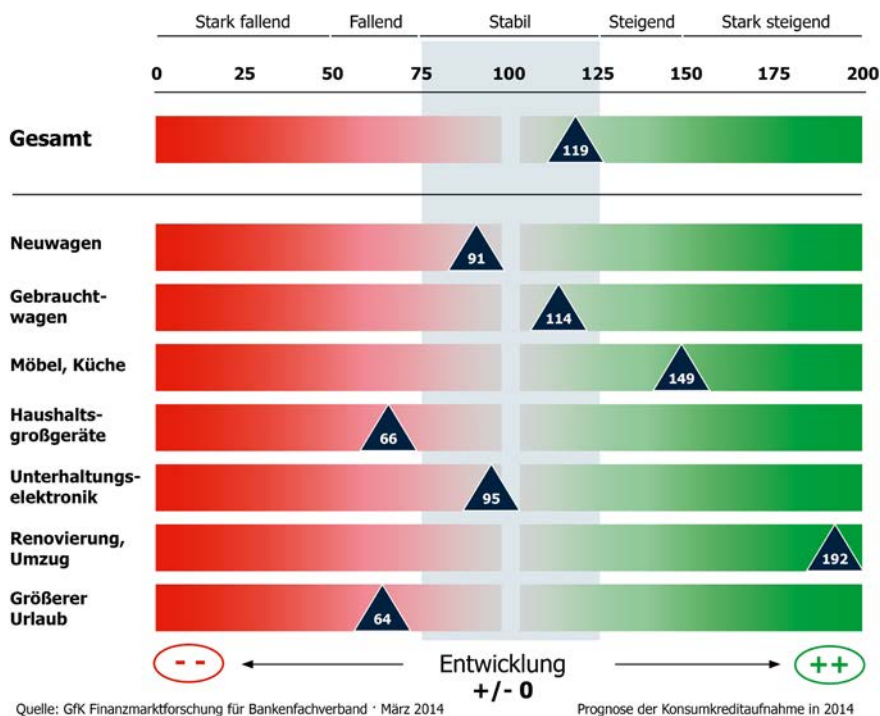 Stark fallend Fallend Stabil Steigend Stark steigend
0 25 50 75 100 125 150 175 200
Gesamt 119
Neuwagen 91
Gebraucht-
wagen 114
Möbel, Küche 149
Haushalts-
großgeräte 66
Unterhaltungs-
elektronik 95
Renovierung,
Umzug 192
Größerer
Urlaub 64
- - Entwicklung ++
+/- 0
Quelle: GfK Finanzmarktforschung für Bankenfachverband · März 2014 Prognose der Konsumkreditaufnahme in 2014